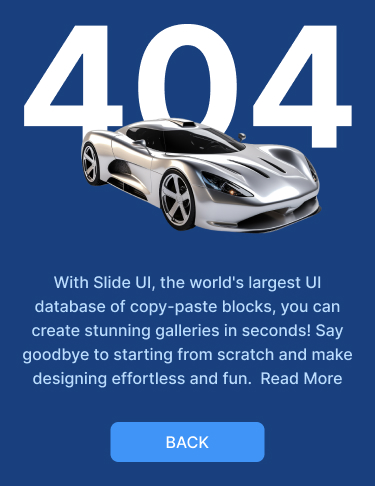 404
With Slide UI, the world's largest UI
database of copy-paste blocks, you can
create stunning galleries in seconds! Say
goodbye to starting from scratch and make
designing effortless and fun. Read More
BACK